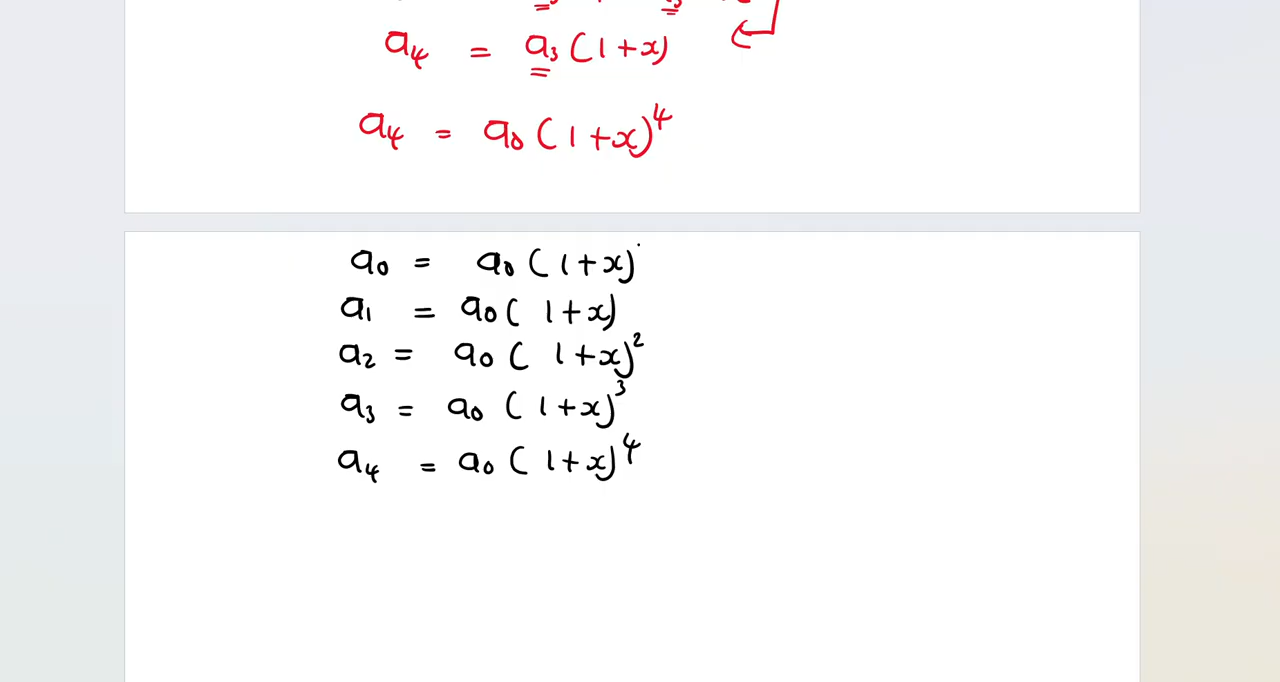 a₄ = a₃(1+x)
a₄ = a₀(1+x)⁴
a₀ = a₀(1+x)
a₁ = a₀(1+x)
a₂ = a₀(1+x)²
a₃ = a₀(1+x)³
a₄ = a₀(1+x)⁴